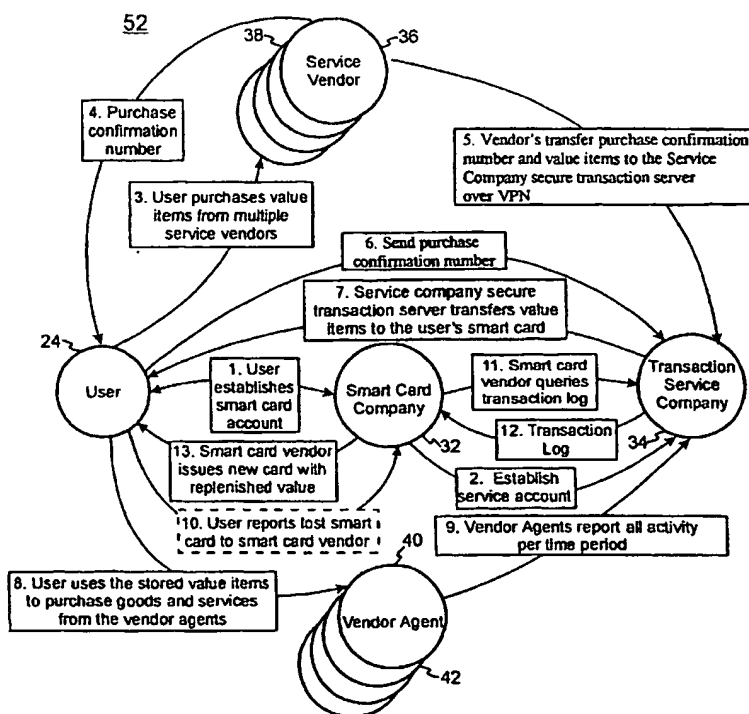 52
38
36
Service
Vendor
4. Purchase
confirmation
number
5. Vendor's transfer purchase confirmation
number and value items to the Service
Company secure transaction server
over VPN
3. User purchases value
items from multiple
service vendors
6. Send purchase
confirmation number
7. Service company secure
transaction server transfers value
items to the user's smart card
24
User
1. User
establishes
smart card
account
Smart Card
Company
32
11. Smart card
vendor queries
transaction log
Transaction
Service
Company
34
12. Transaction
Log
13. Smart card vendor
issues new card with
replenished value
2. Establish
service account
10. User reports lost smart
card to smart card vendor
9. Vendor Agents report all activity
per time period
40
8. User uses the stored value items
to purchase goods and services
from the vendor agents
Vendor Agent
42